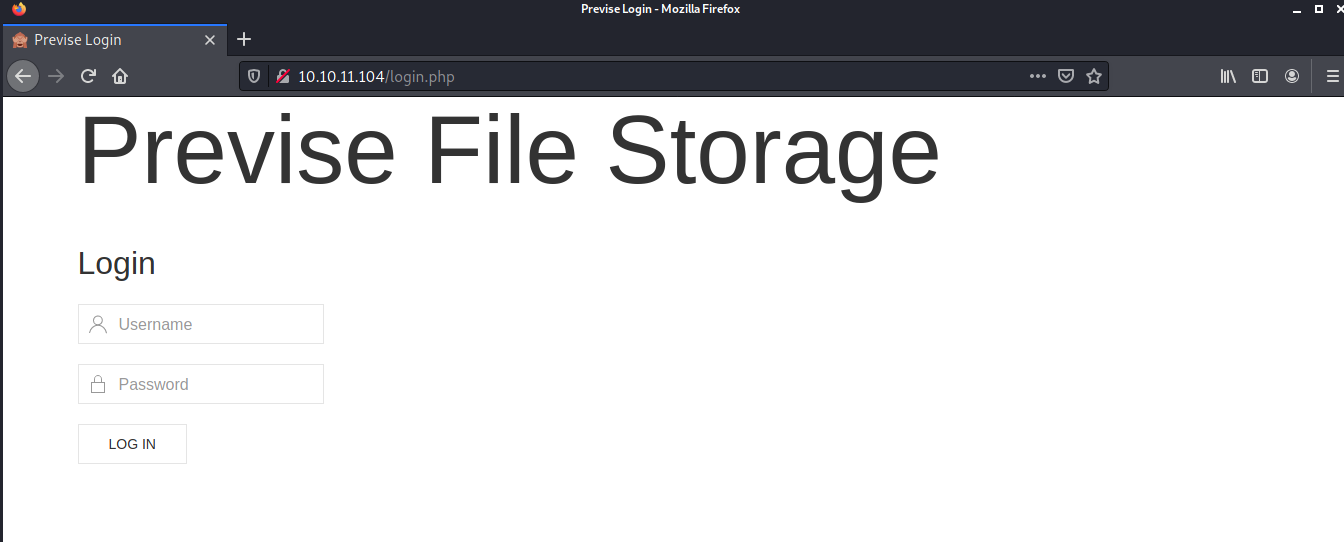 Previse Login - Mozilla Firefox
Previse Login
10.10.11.104/login.php
Previse File Storage
Login
Username
Password
LOG IN